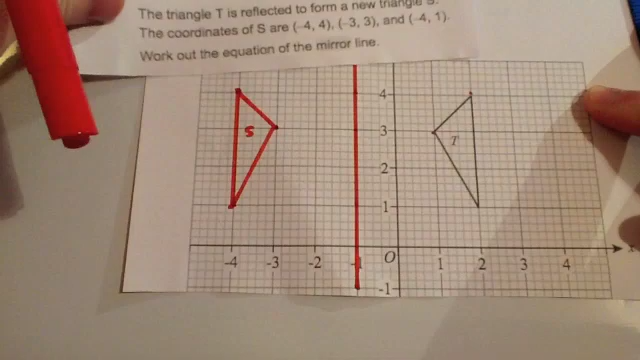 The triangle T is reflected to form a new triangle S.
The coordinates of S are (−4, 4), (−3, 3), and (−4, 1).
Work out the equation of the mirror line.
4
3
S
T
2
1
O
-4 -3 -2 -1 1 2 3 4
-1